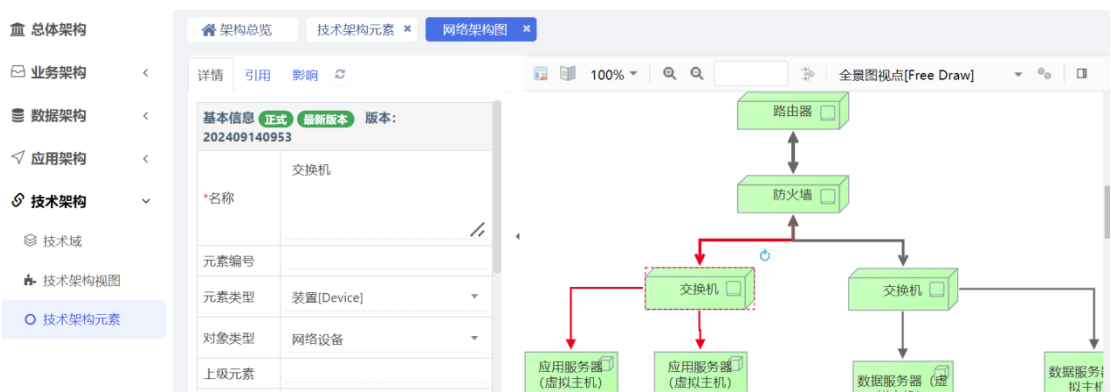 总体架构
业务架构
数据架构
应用架构
技术架构
技术域
技术架构视图
技术架构元素
架构总览 技术架构元素 × 网络架构图 ×
详情 引用 影响
100% 全景图视点[Free Draw]
基本信息 正式 最新版本 版本:
202409140953
*名称 交换机
元素编号
元素类型 装置[Device]
对象类型 网络设备
上级元素
路由器
防火墙
交换机 交换机
应用服务器
(虚拟主机)
应用服务器
(虚拟主机)
数据服务器（虚
数据服务
拟主机